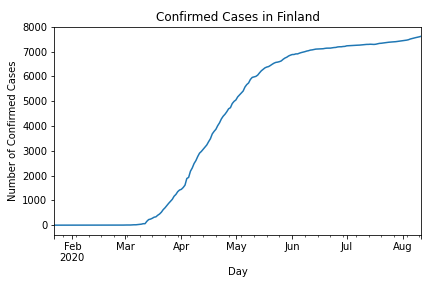 Confirmed Cases in Finland
Number of Confirmed Cases
8000
7000
6000
5000
4000
3000
2000
1000
0
Feb Mar Apr May Jun Jul Aug
2020
Day